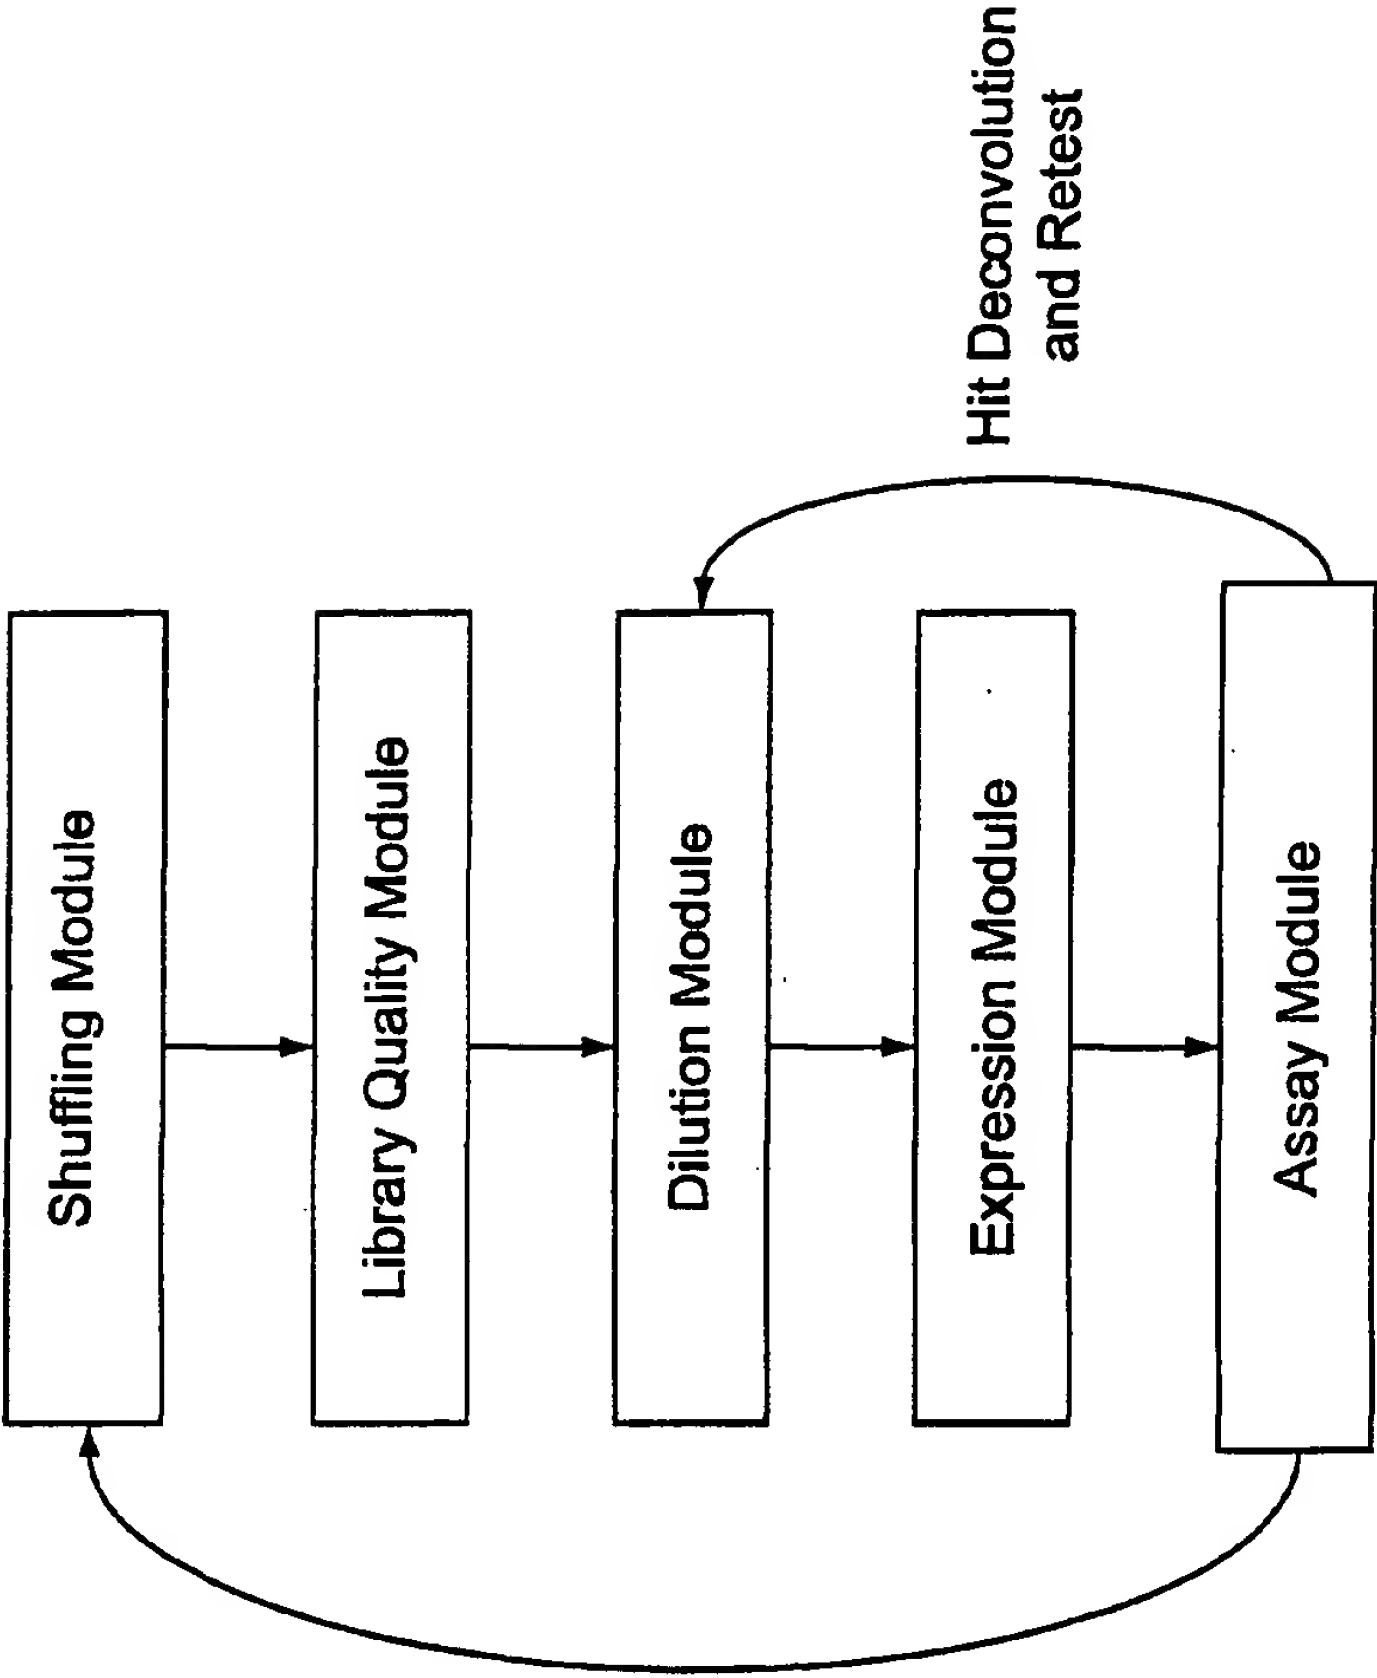 Shuffling Module
Library Quality Module
Dilution Module
Expression Module
Assay Module
Hit Deconvolution
and Retest